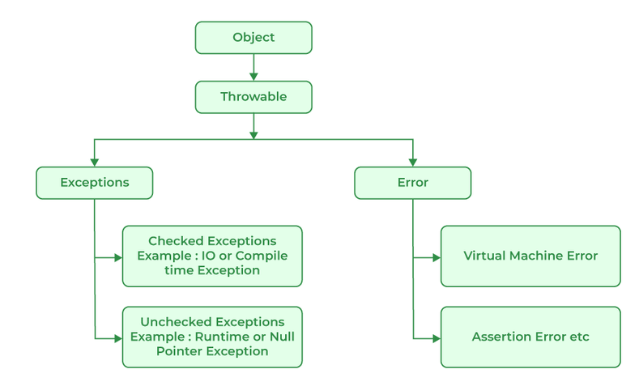 Object
Throwable
Exceptions
Error
Checked Exceptions
Example : IO or Compile
time Exception
Virtual Machine Error
Unchecked Exceptions
Example : Runtime or Null
Pointer Exception
Assertion Error etc